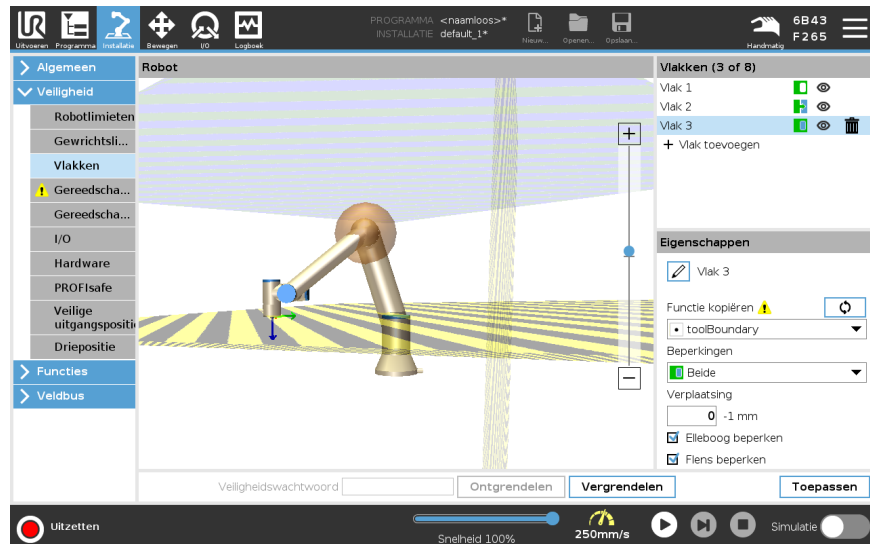 PROGRAMMA <naamloos>*
INSTALLATIE default_1*
6B43
F265
Uitvoeren Programma Installatie Bewegen I/O Logboek Nieuw... Openen... Opslaan... Handmatig
Algemeen
Veiligheid
Robotlimieten
Gewrichtsli...
Vlakken
Gereedscha...
Gereedscha...
I/O
Hardware
PROFIsafe
Veilige
uitgangspositi
Driepositie
Functies
Veldbus
Robot
Vlakken (3 of 8)
Vlak 1
Vlak 2
Vlak 3
+ Vlak toevoegen
Eigenschappen
Vlak 3
Functie kopiëren
toolBoundary
Beperkingen
Beide
Verplaatsing
0 -1 mm
Elleboog beperken
Flens beperken
Veiligheidswachtwoord Ontgrendelen Vergrendelen Toepassen
Uitzetten
Snelheid 100%
250mm/s
Simulatie